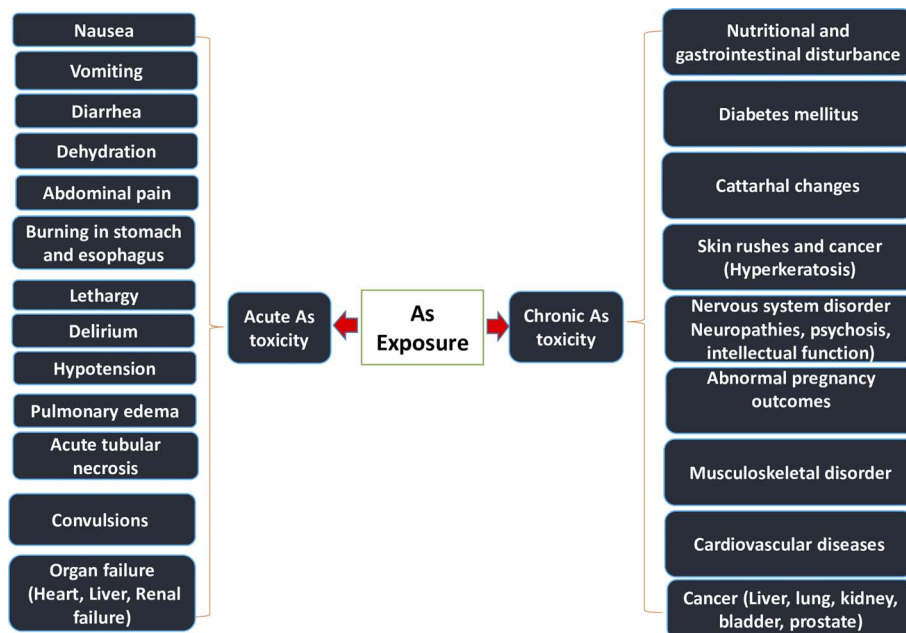 Nausea
Vomiting
Diarrhea
Dehydration
Abdominal pain
Burning in stomach
and esophagus
Lethargy
Delirium
Hypotension
Pulmonary edema
Acute tubular
necrosis
Convulsions
Organ failure
(Heart, Liver, Renal
failure)
Acute As
toxicity
As
Exposure
Chronic As
toxicity
Nutritional and
gastrointestinal disturbance
Diabetes mellitus
Cattarhal changes
Skin rushes and cancer
(Hyperkeratosis)
Nervous system disorder
Neuropathies, psychosis,
intellectual function)
Abnormal pregnancy
outcomes
Musculoskeletal disorder
Cardiovascular diseases
Cancer (Liver, lung, kidney,
bladder, prostate)